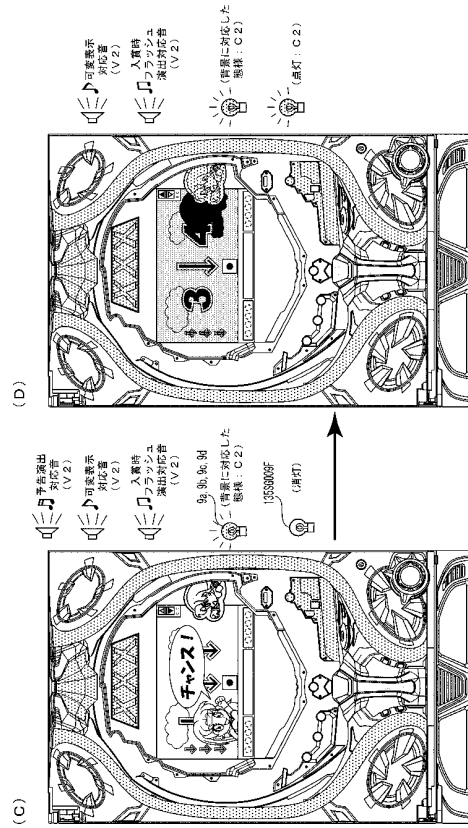 (C)
予告演出
対応音
(V2)
可変表示
対応音
(V2)
入賞時
フラッシュ
演出対応音
(V2)
9a, 9b, 9c, 9d
(背景に対応した
態様:C2)
135SG009F
(消灯)
チャンス!
(D)
可変表示
対応音
(V2)
入賞時
フラッシュ
演出対応音
(V2)
(背景に対応した
態様:C2)
(点灯:C2)
3
4